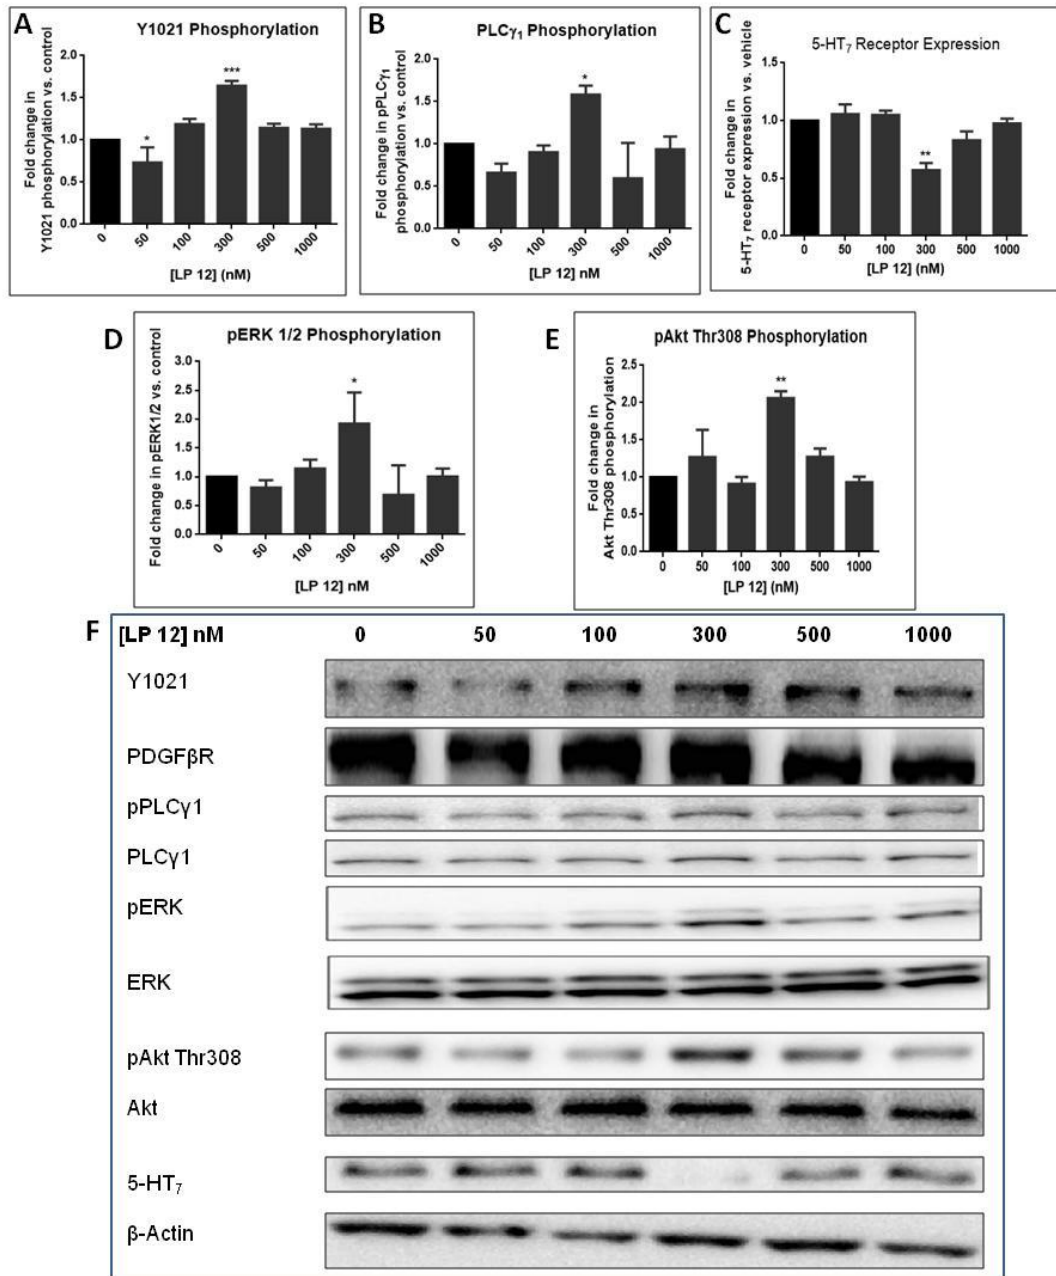 A
Y1021 Phosphorylation
Fold change in
Y1021 phosphorylation vs. control
2.0
1.5
1.0
0.5
0.0
*
***
0 50 100 300 500 1000
[LP 12] (nM)
B
PLCγ1 Phosphorylation
Fold change in pPLCγ1
phosphorylation vs. control
2.0
1.5
1.0
0.5
0.0
*
0 50 100 300 500 1000
[LP 12] nM
C
5-HT7 Receptor Expression
Fold change in
5-HT7 receptor expression vs. vehicle
1.5
1.0
0.5
0.0
**
0 50 100 300 500 1000
[LP 12] (nM)
D
pERK 1/2 Phosphorylation
Fold change in pERK1/2 vs. control
3.0
2.5
2.0
1.5
1.0
0.5
0.0
*
0 50 100 300 500 1000
[LP 12] nM
E
pAkt Thr308 Phosphorylation
Fold change in
Akt Thr308 phosphorylation
2.5
2.0
1.5
1.0
0.5
0.0
**
0 50 100 300 500 1000
[LP 12] (nM)
F
[LP 12] nM 0 50 100 300 500 1000
Y1021
PDGFβR
pPLCγ1
PLCγ1
pERK
ERK
pAkt Thr308
Akt
5-HT7
β-Actin